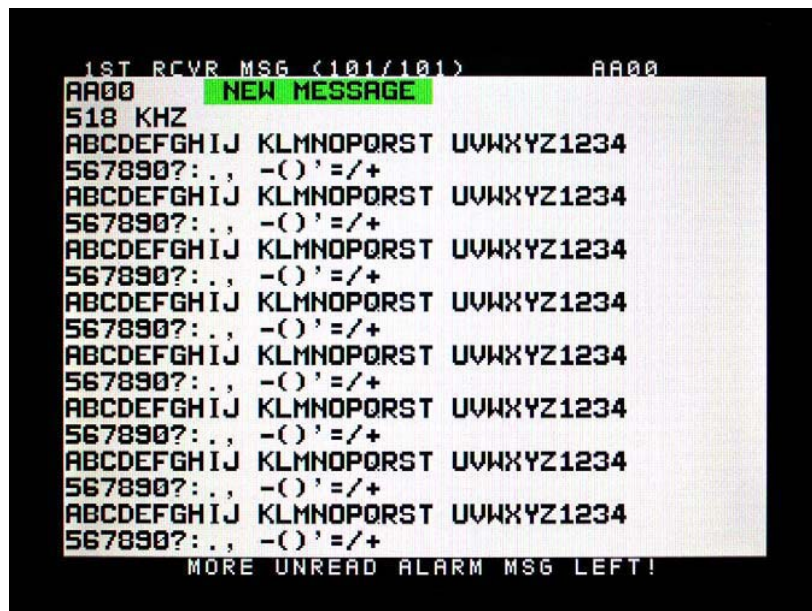 1ST RCVR MSG (101/101) AA00
AA00 NEW MESSAGE
518 KHZ
ABCDEFGHIJ KLMNOPQRST UVWXYZ1234
567890?:., -()'=/+
ABCDEFGHIJ KLMNOPQRST UVWXYZ1234
567890?:., -()'=/+
ABCDEFGHIJ KLMNOPQRST UVWXYZ1234
567890?:., -()'=/+
ABCDEFGHIJ KLMNOPQRST UVWXYZ1234
567890?:., -()'=/+
ABCDEFGHIJ KLMNOPQRST UVWXYZ1234
567890?:., -()'=/+
ABCDEFGHIJ KLMNOPQRST UVWXYZ1234
567890?:., -()'=/+
ABCDEFGHIJ KLMNOPQRST UVWXYZ1234
567890?:., -()'=/+
ABCDEFGHIJ KLMNOPQRST UVWXYZ1234
567890?:., -()'=/+
MORE UNREAD ALARM MSG LEFT!